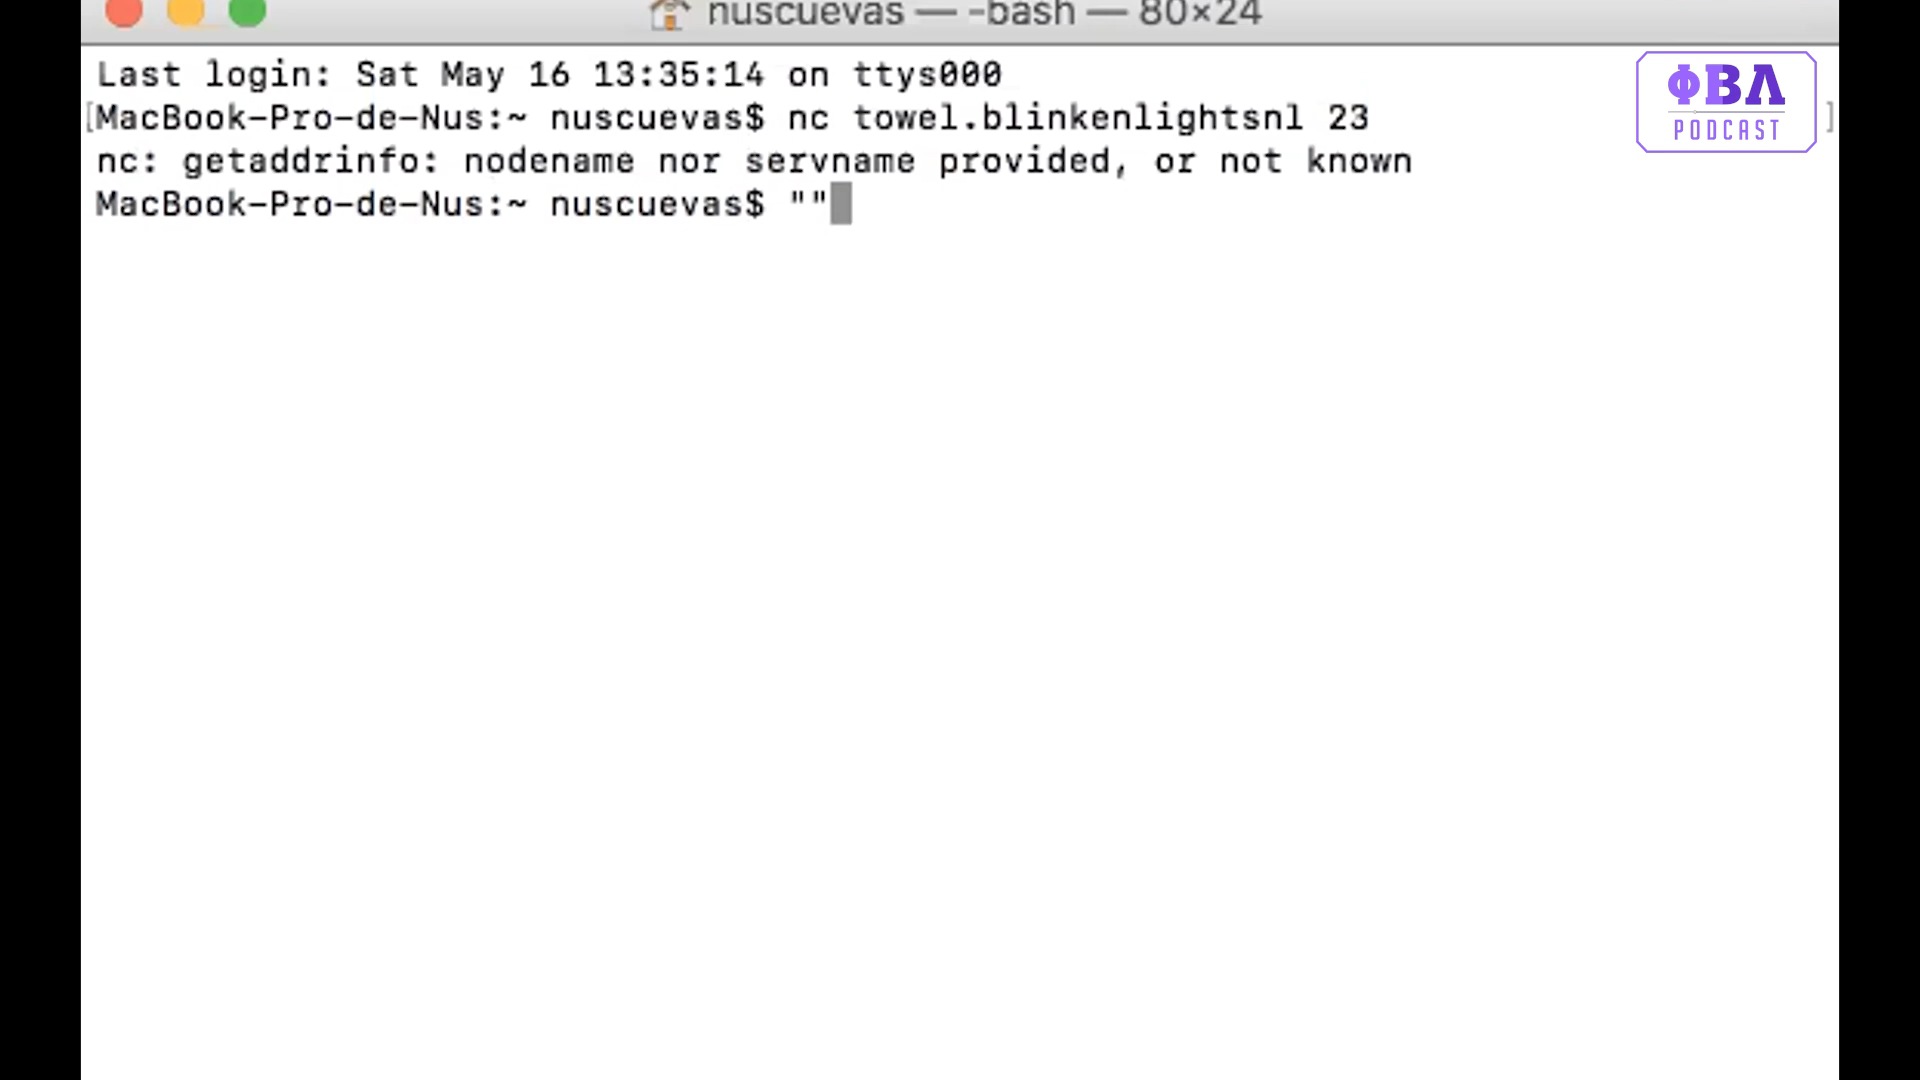 nuscuevas — -bash — 80×24
Last login: Sat May 16 13:35:14 on ttys000
[MacBook-Pro-de-Nus:~ nuscuevas$ nc towel.blinkenlightsnl 23 ]
nc: getaddrinfo: nodename nor servname provided, or not known
MacBook-Pro-de-Nus:~ nuscuevas$ ""
ΦBΛ
PODCAST